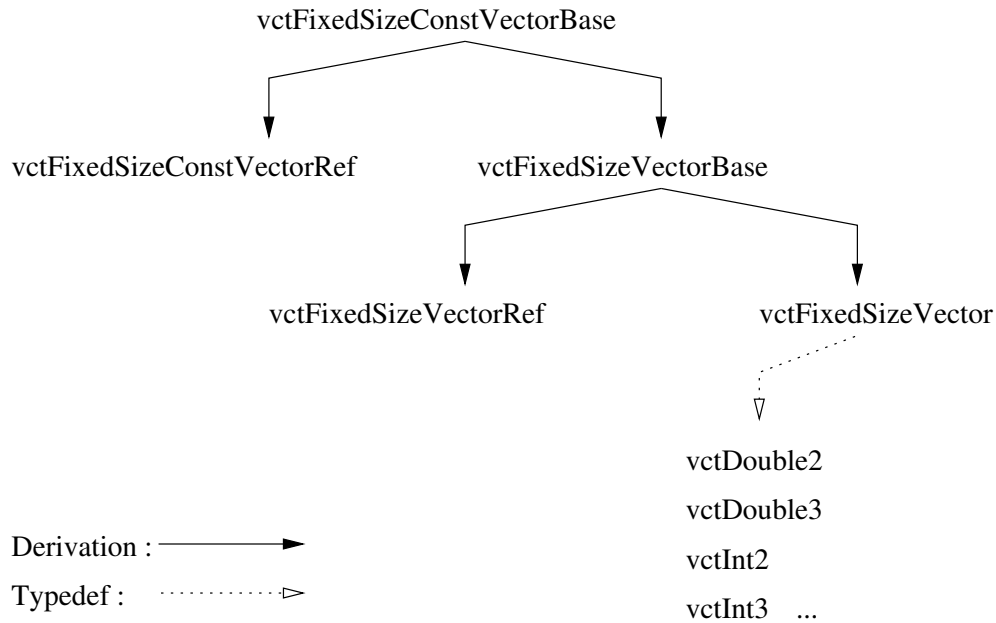 vctFixedSizeConstVectorBase
vctFixedSizeConstVectorRef
vctFixedSizeVectorBase
vctFixedSizeVectorRef
vctFixedSizeVector
vctDouble2
vctDouble3
vctInt2
vctInt3 ...
Derivation :
Typedef :